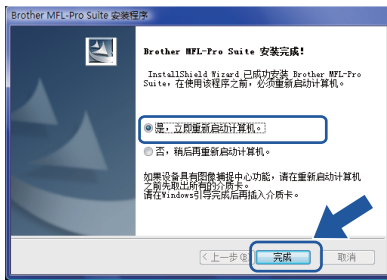 Brother MFL-Pro Suite 安装程序
Brother MFL-Pro Suite 安装完成!
InstallShield Wizard 已成功安装 Brother MFL-Pro
Suite，在使用该程序之前，必须重新启动计算机。
是，立即重新启动计算机。
否，稍后再重新启动计算机。
如果设备具有图像捕捉中心功能，请在重新启动计算机
之前先取出所有的介质卡。
请在Windows引导完成后再插入介质卡。
<上一步(B) 完成 取消